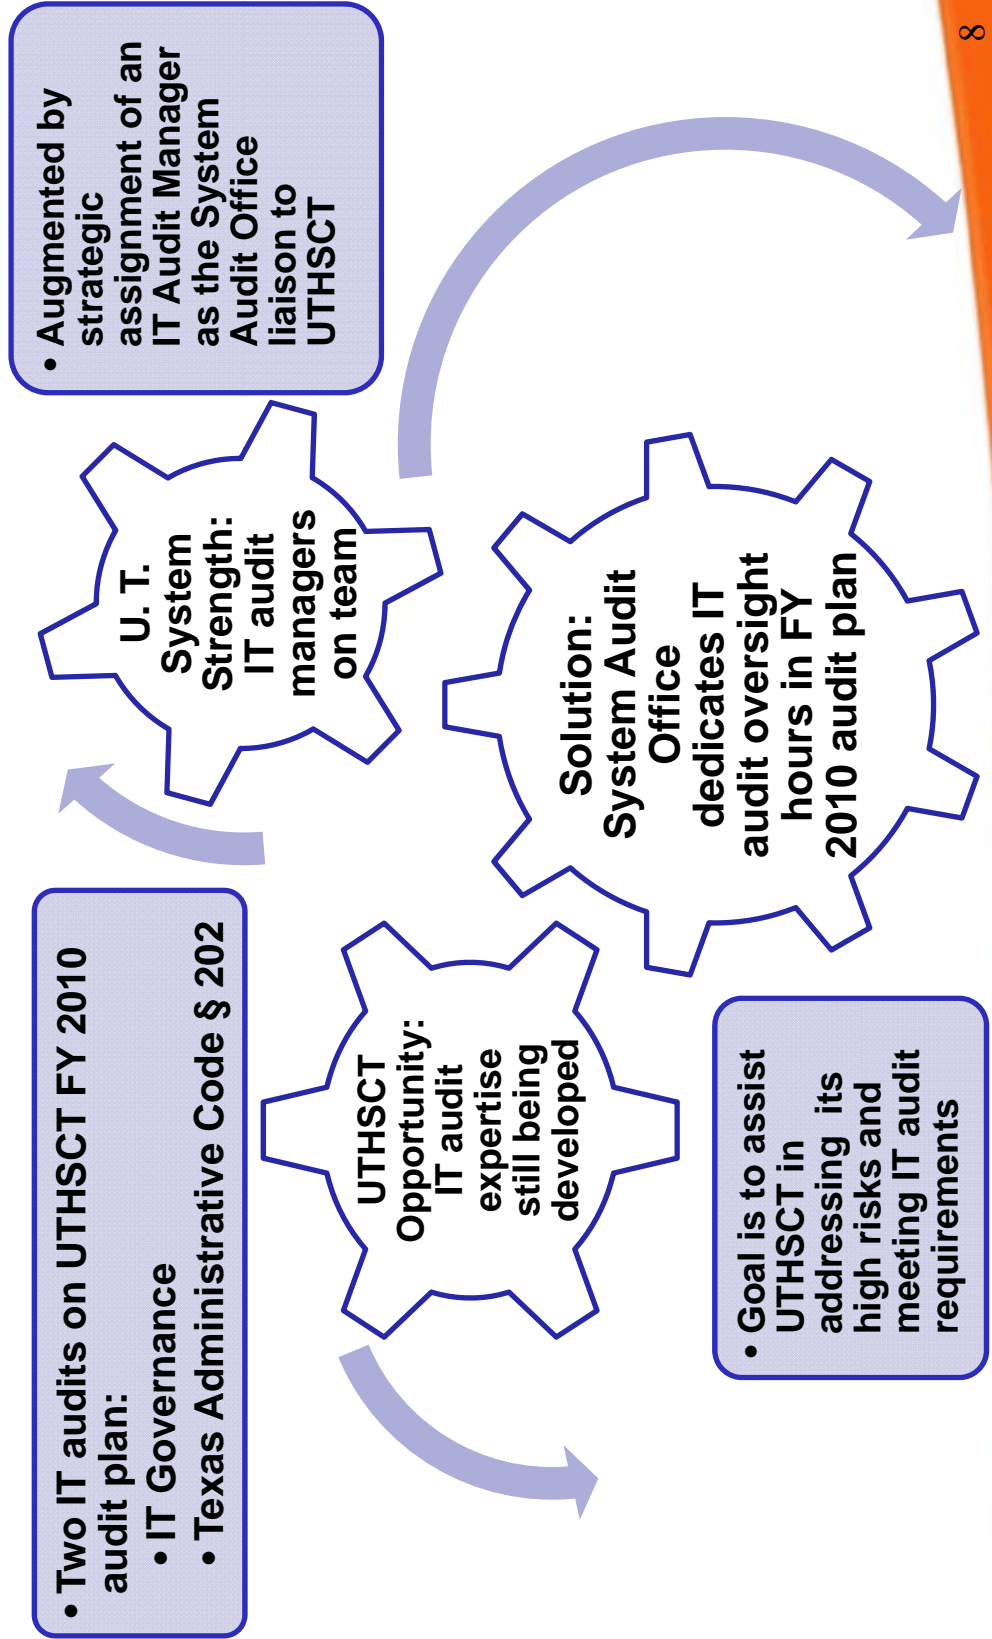 • Two IT audits on UTHSCT FY 2010
audit plan:
• IT Governance
• Texas Administrative Code § 202
U. T.
System
Strength:
IT audit
managers
on team
• Augmented by
strategic
assignment of an
IT Audit Manager
as the System
Audit Office
liaison to
UTHSCT
UTHSCT
Opportunity:
IT audit
expertise
still being
developed
Solution:
System Audit
Office
dedicates IT
audit oversight
hours in FY
2010 audit plan
• Goal is to assist
UTHSCT in
addressing its
high risks and
meeting IT audit
requirements
8